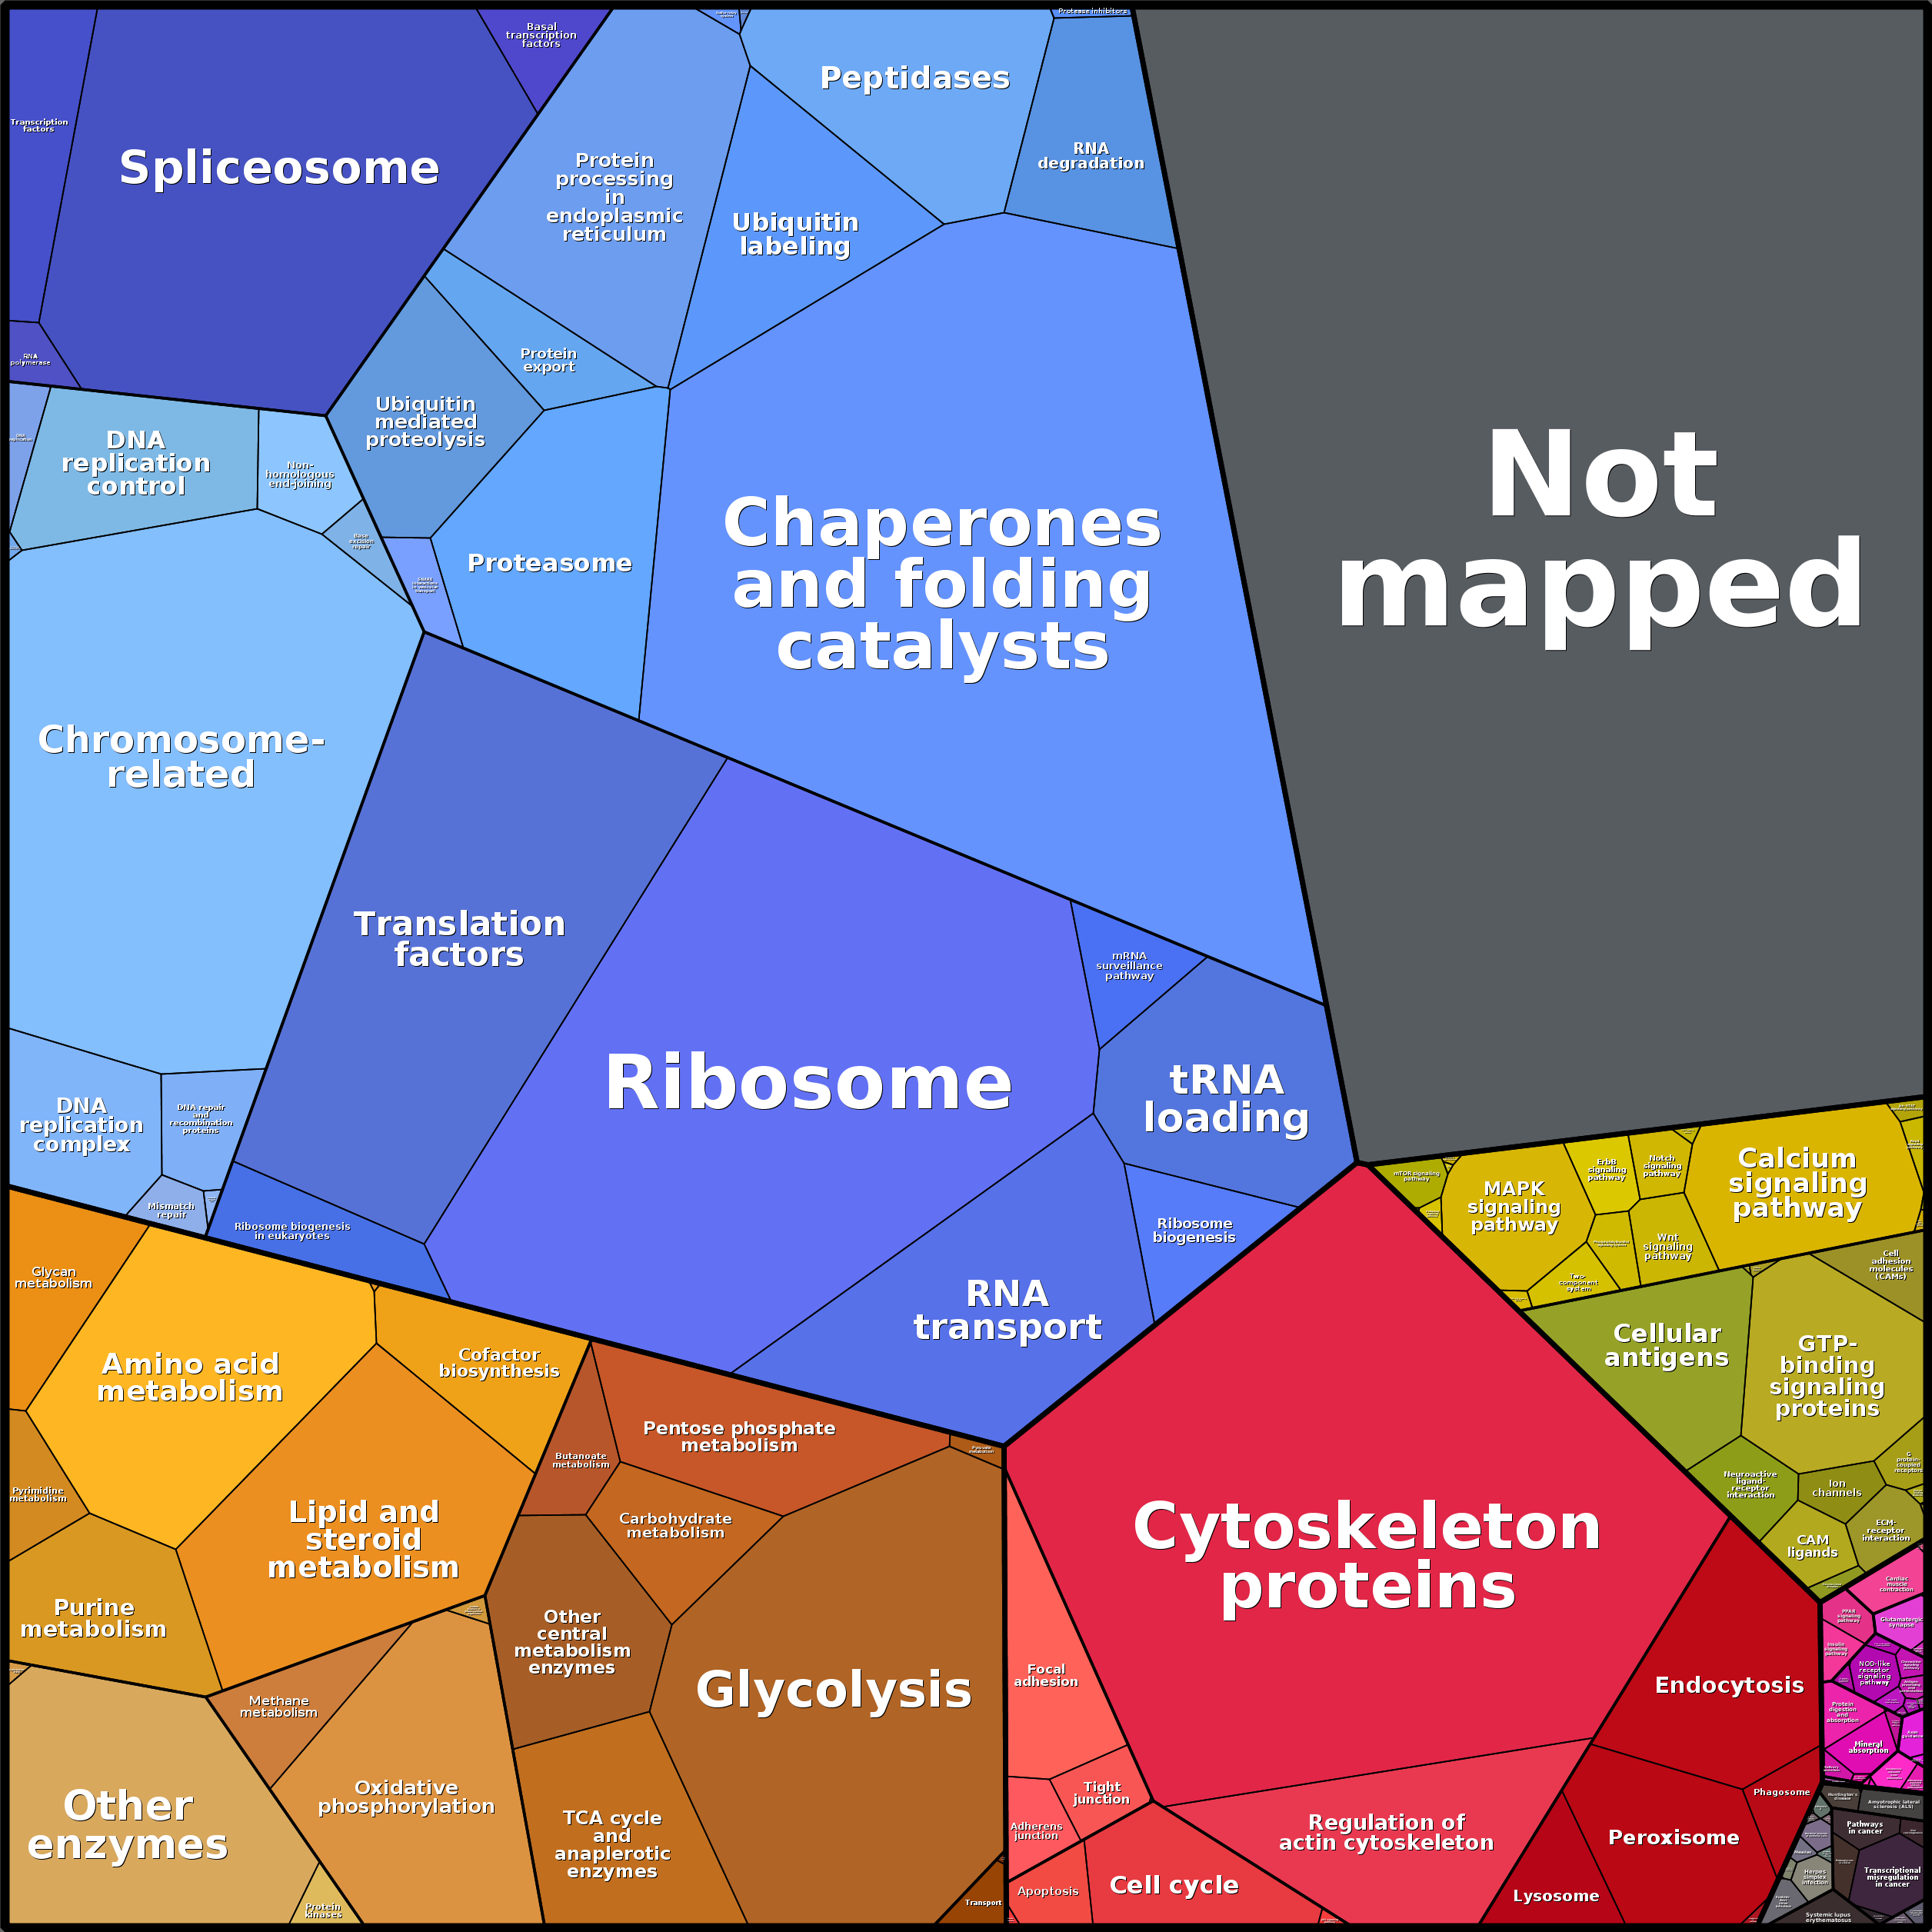 Basal
transcription
factors
Transcription
factors
Spliceosome
RNA
polymerase
Protease inhibitors
Peptidases
RNA
degradation
Protein
processing
in
endoplasmic
reticulum
Ubiquitin
labeling
Protein
export
Ubiquitin
mediated
proteolysis
Proteasome
Chaperones
and folding
catalysts
Not
mapped
DNA
replication
control
Non-
homologous
end-joining
Base
excision
repair
Chromosome-
related
DNA
replication
complex
DNA repair
and
recombination
proteins
Mismatch
repair
Translation
factors
Ribosome
mRNA
surveillance
pathway
tRNA
loading
Ribosome biogenesis
in eukaryotes
RNA
transport
Ribosome
biogenesis
Glycan
metabolism
Amino acid
metabolism
Cofactor
biosynthesis
Lipid and
steroid
metabolism
Pyrimidine
metabolism
Purine
metabolism
Other
enzymes
Methane
metabolism
Oxidative
phosphorylation
Protein
kinases
Butanoate
metabolism
Pentose phosphate
metabolism
Pyruvate
metabolism
Carbohydrate
metabolism
Other
central
metabolism
enzymes
Glycolysis
TCA cycle
and
anaplerotic
enzymes
Transport
Cytoskeleton
proteins
Focal
adhesion
Tight
junction
Adherens
junction
Regulation of
actin cytoskeleton
Apoptosis
Cell cycle
Endocytosis
Phagosome
Peroxisome
Lysosome
mTOR signaling
pathway
MAPK
signaling
pathway
ErbB
signaling
pathway
Notch
signaling
pathway
Calcium
signaling
pathway
Wnt
signaling
pathway
Two-
component
system
Cell
adhesion
molecules
(CAMs)
Cellular
antigens
GTP-
binding
signaling
proteins
G
protein-
coupled
receptors
Neuroactive
ligand-
receptor
interaction
Ion
channels
CAM
ligands
ECM-
receptor
interaction
Cardiac
muscle
contraction
PPAR
signaling
pathway
Glutamatergic
synapse
Insulin
signaling
pathway
NOD-like
receptor
signaling
pathway
Protein
digestion
and
absorption
Mineral
absorption
Huntington's
disease
Amyotrophic lateral
sclerosis (ALS)
Pathways
in cancer
Herpes
simplex
infection
Transcriptional
misregulation
in cancer
Systemic lupus
erythematosus